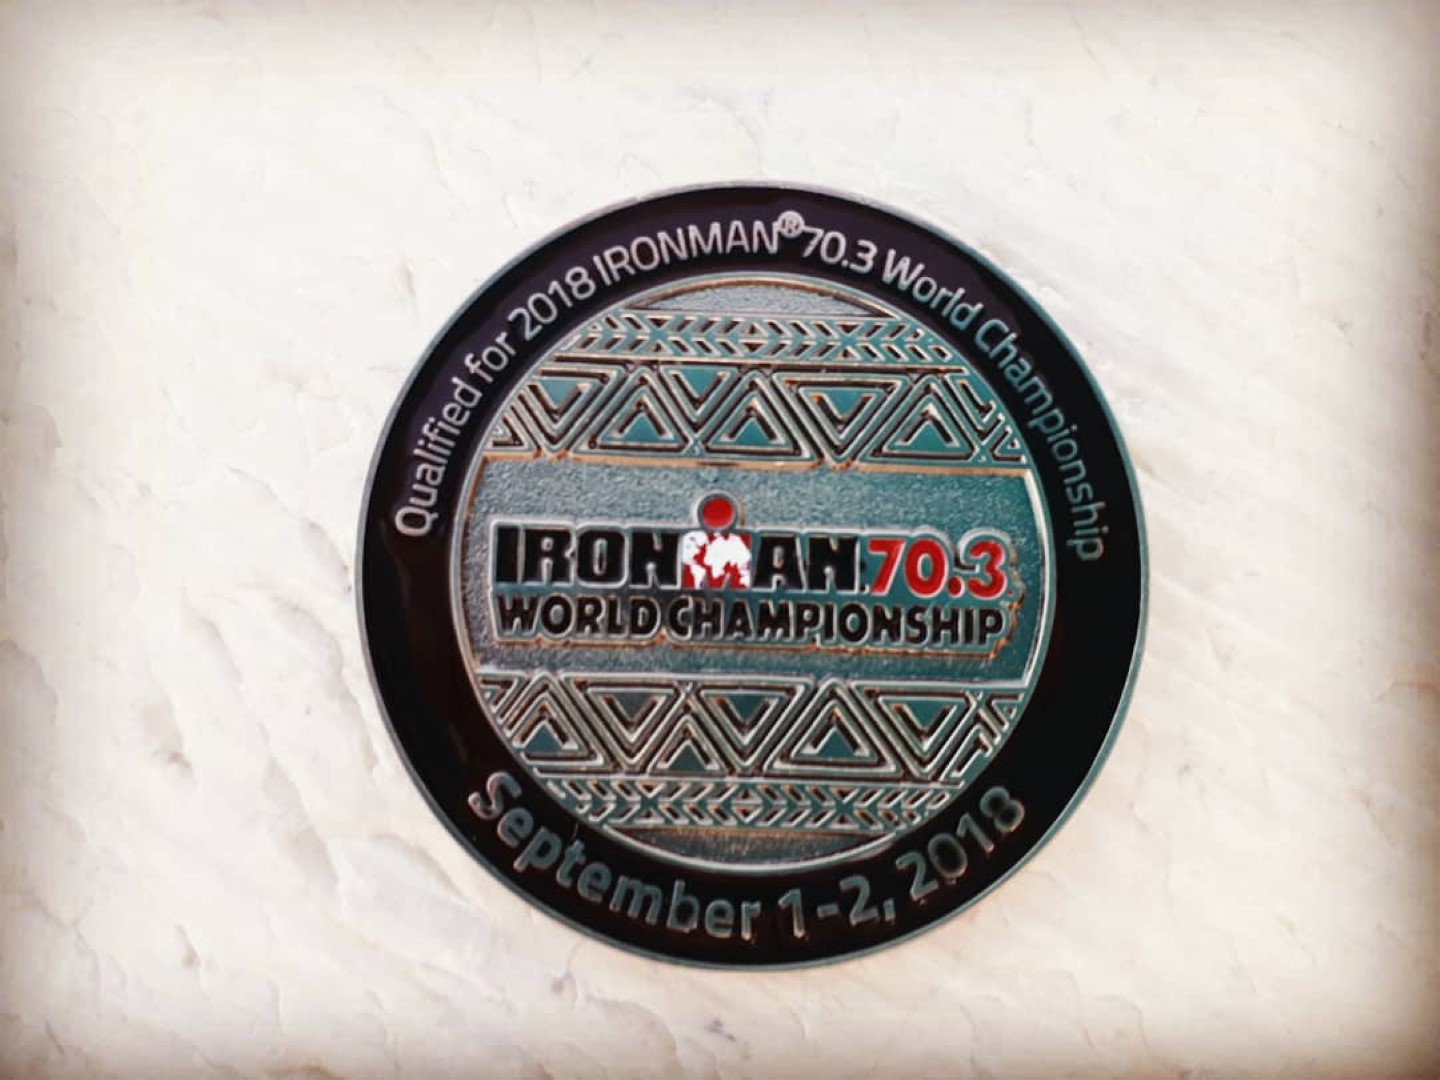 Qualified for 2018 IRONMAN® 70.3 World Championship
IRONMAN 70.3
WORLD CHAMPIONSHIP
September 1-2, 2018